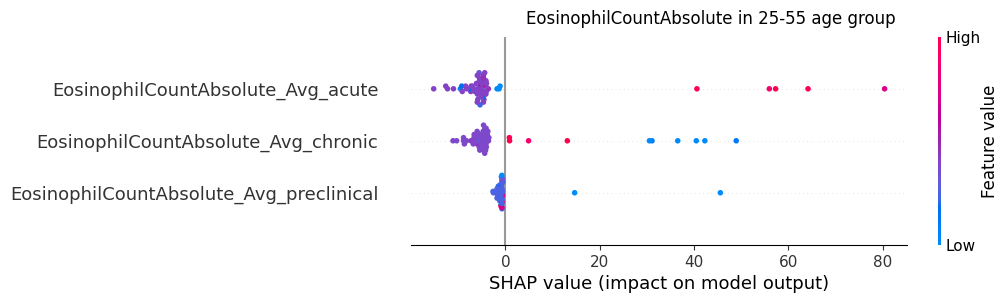 EosinophilCountAbsolute in 25-55 age group
High
EosinophilCountAbsolute_Avg_acute
EosinophilCountAbsolute_Avg_chronic
EosinophilCountAbsolute_Avg_preclinical
Feature value
Low
0 20 40 60 80
SHAP value (impact on model output)